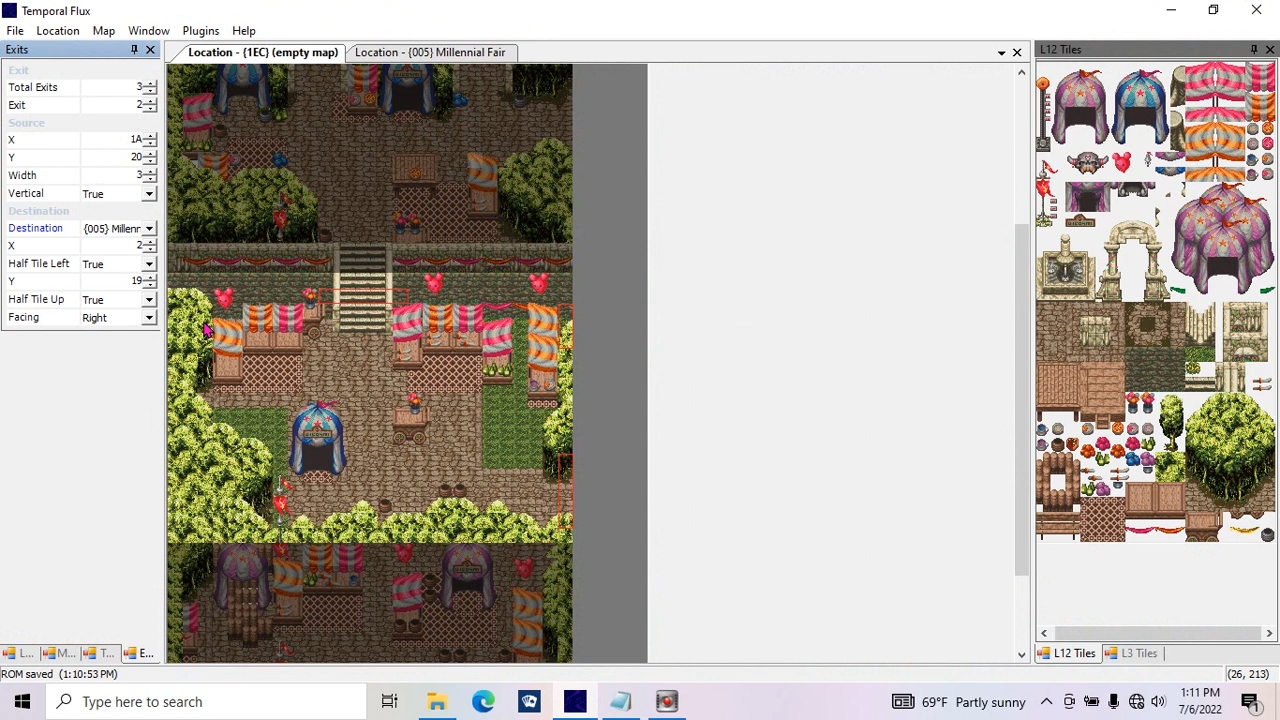 Temporal Flux
File Location Map Window Plugins Help
Exits
Location - {1EC} (empty map) Location - {005} Millennial Fair
L12 Tiles
Exit
Total Exits 3
Exit 2
Source
X 1A
Y 20
Width 3
Vertical True
Destination
Destination {005} Millenr
X 2
Half Tile Left True
Y 19
Half Tile Up True
Facing Right
L... M... T... E...
L12 Tiles L3 Tiles
ROM saved (1:10:53 PM)
(26, 213)
Type here to search
69°F Partly sunny
1:11 PM
7/6/2022
1